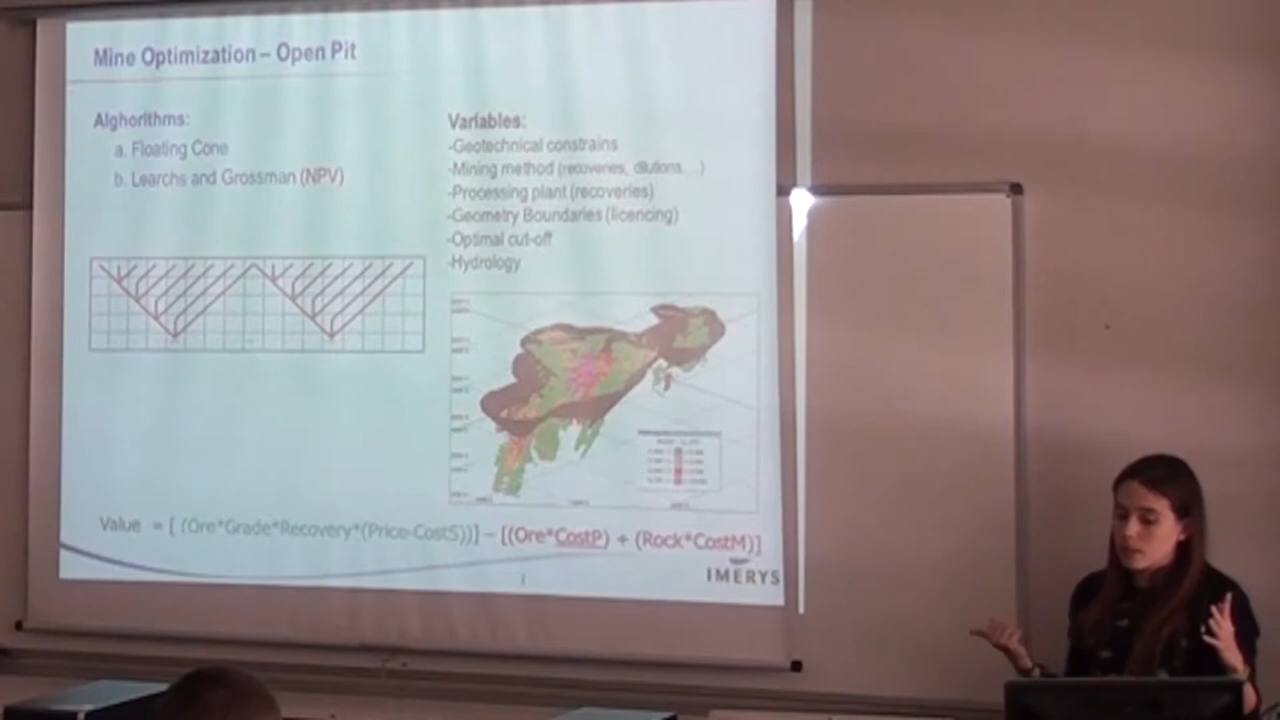 Mine Optimization – Open Pit
Alghorithms:
a. Floating Cone
b. Learchs and Grossman (NPV)
Variables:
-Geotechnical constrains
-Mining method (recoveries, dilutions…)
-Processing plant (recoveries)
-Geometry Boundaries (licencing)
-Optimal cut-off
-Hydrology
Value = [ (Ore*Grade*Recovery*(Price-CostS))] – [(Ore*CostP) + (Rock*CostM)]
IMERYS